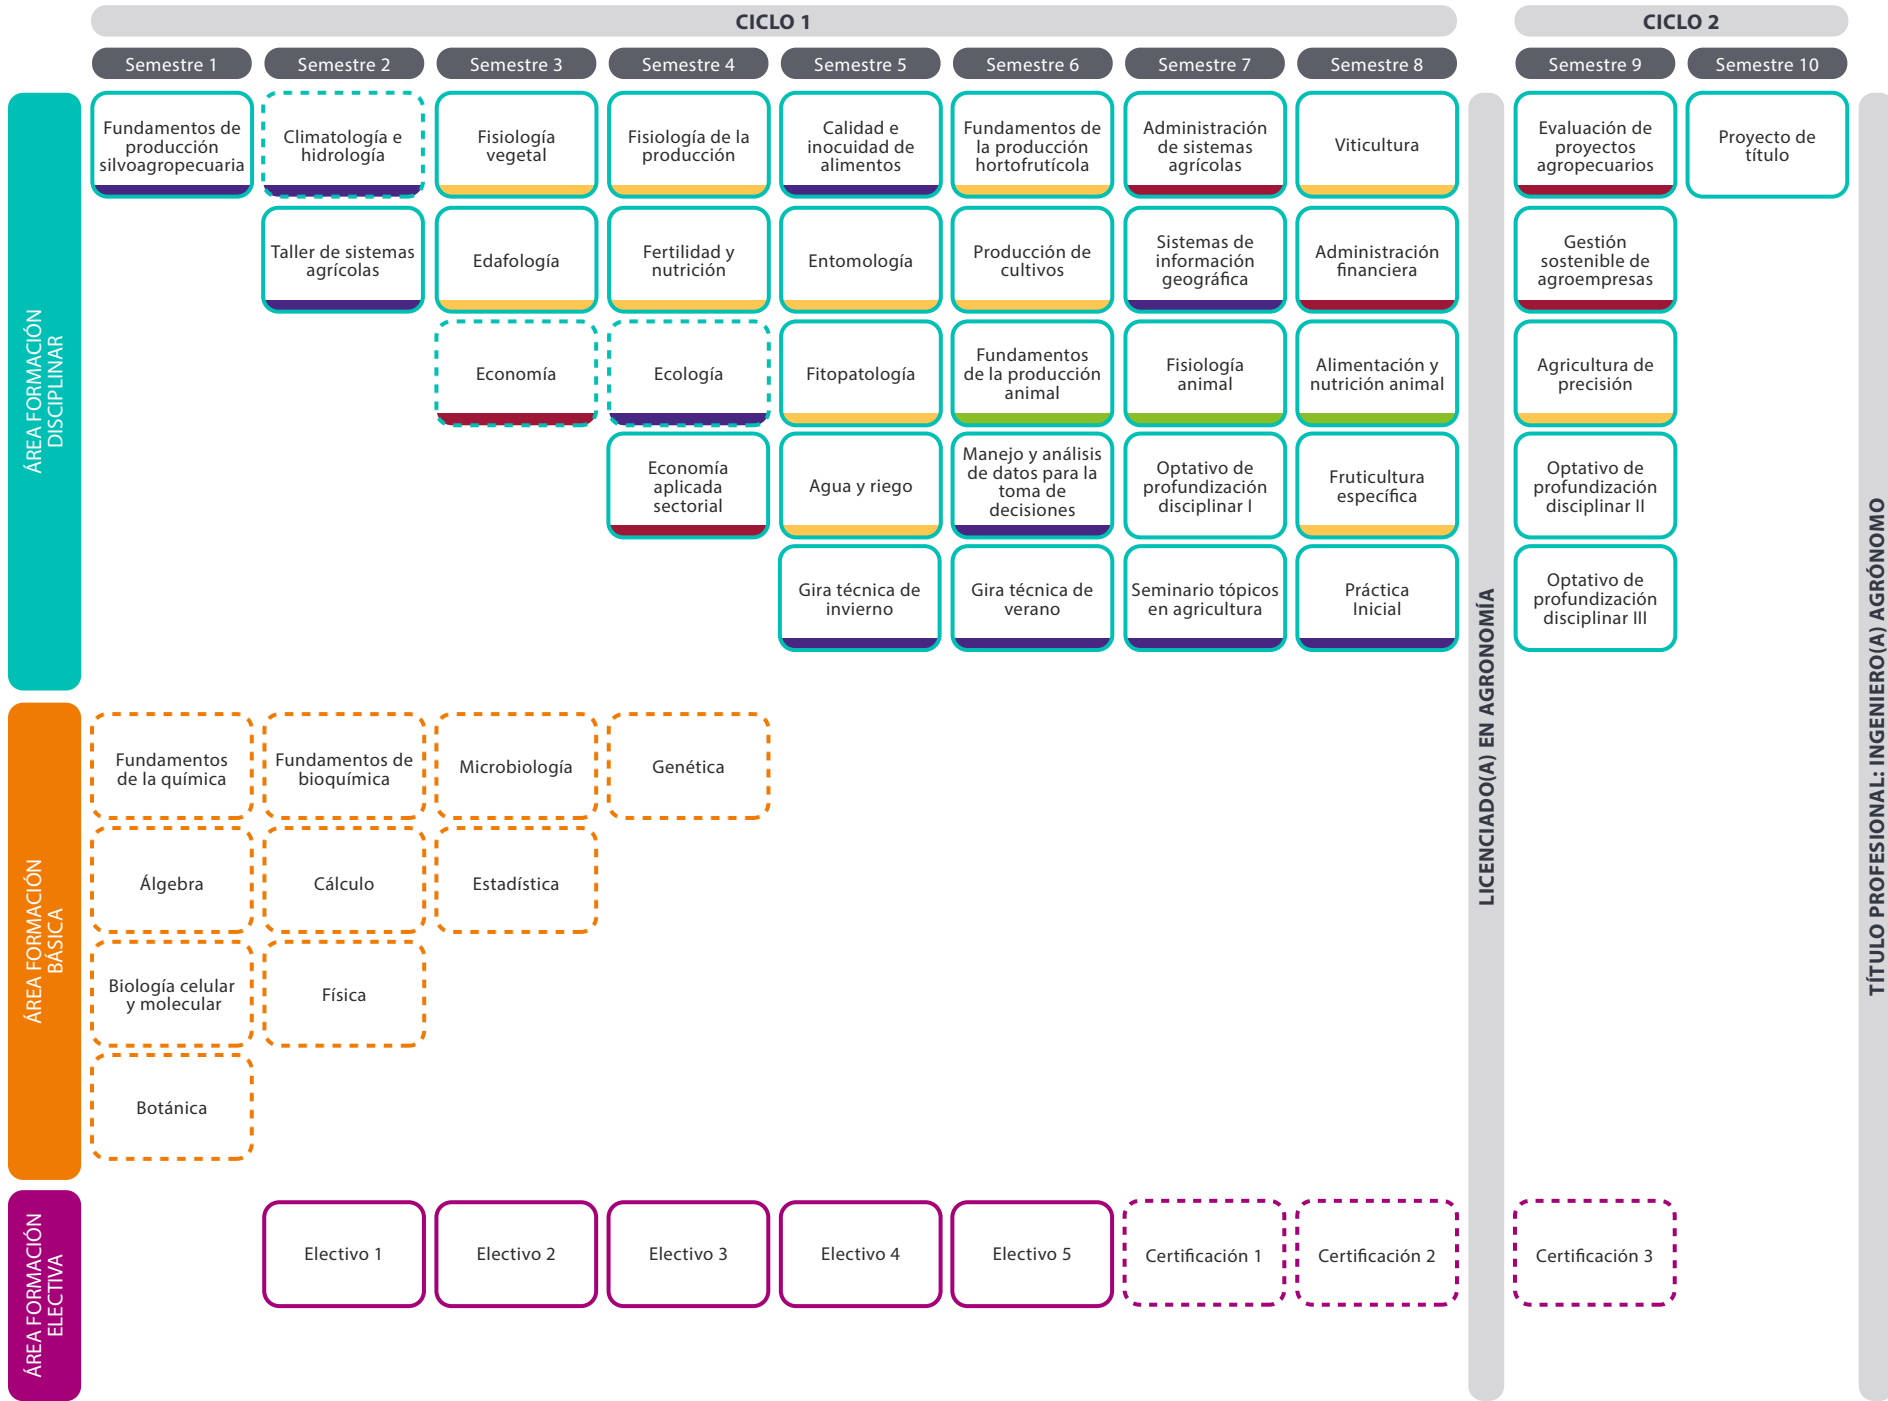 CICLO 1
CICLO 2
Semestre 1
Semestre 2
Semestre 3
Semestre 4
Semestre 5
Semestre 6
Semestre 7
Semestre 8
Semestre 9
Semestre 10
ÁREA FORMACIÓN
DISCIPLINAR
Fundamentos de
producción
silvoagropecuaria
Climatología e
hidrología
Fisiología
vegetal
Fisiología de la
producción
Calidad e
inocuidad de
alimentos
Fundamentos de
la producción
hortofrutícola
Administración
de sistemas
agrícolas
Viticultura
Evaluación de
proyectos
agropecuarios
Proyecto de
título
Taller de sistemas
agrícolas
Edafología
Fertilidad y
nutrición
Entomología
Producción de
cultivos
Sistemas de
información
geográfica
Administración
financiera
Gestión
sostenible de
agroempresas
Economía
Ecología
Fitopatología
Fundamentos
de la producción
animal
Fisiología
animal
Alimentación y
nutrición animal
Agricultura de
precisión
Economía
aplicada
sectorial
Agua y riego
Manejo y análisis
de datos para la
toma de
decisiones
Optativo de
profundización
disciplinar I
Fruticultura
específica
Optativo de
profundización
disciplinar II
Gira técnica de
invierno
Gira técnica de
verano
Seminario tópicos
en agricultura
Práctica
Inicial
Optativo de
profundización
disciplinar III
LICENCIADO(A) EN AGRONOMÍA
TÍTULO PROFESIONAL: INGENIERO(A) AGRÓNOMO
ÁREA FORMACIÓN
BÁSICA
Fundamentos
de la química
Fundamentos de
bioquímica
Microbiología
Genética
Álgebra
Cálculo
Estadística
Biología celular
y molecular
Física
Botánica
ÁREA FORMACIÓN
ELECTIVA
Electivo 1
Electivo 2
Electivo 3
Electivo 4
Electivo 5
Certificación 1
Certificación 2
Certificación 3